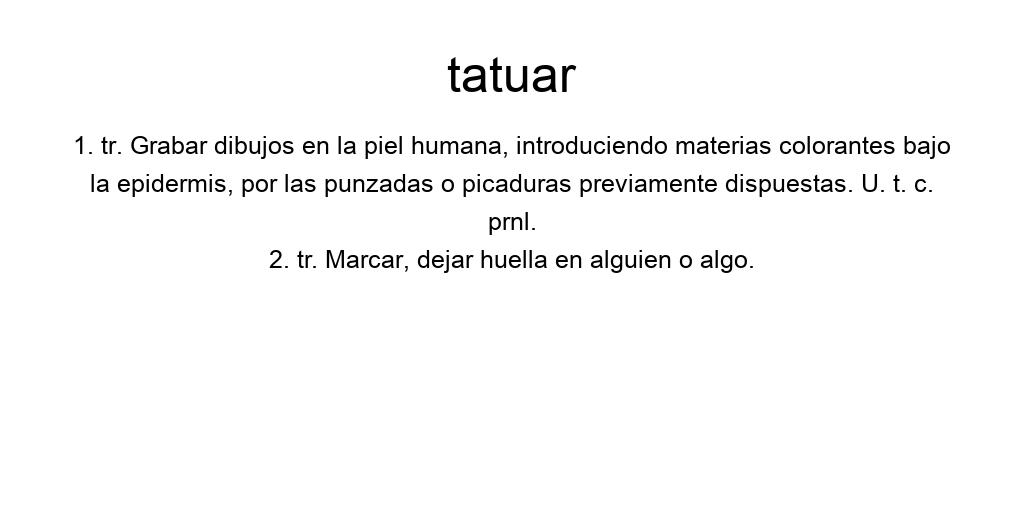 tatuar
1. tr. Grabar dibujos en la piel humana, introduciendo materias colorantes bajo
la epidermis, por las punzadas o picaduras previamente dispuestas. U. t. c.
prnl.
2. tr. Marcar, dejar huella en alguien o algo.